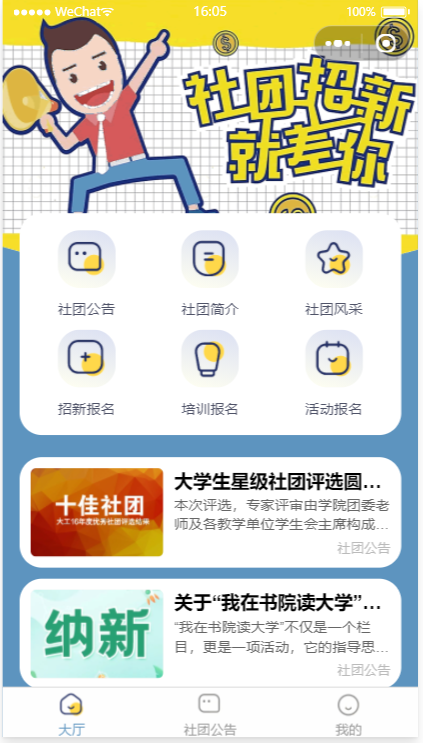 WeChat
16:05
100%
社团招新
就差你
社团公告
社团简介
社团风采
招新报名
培训报名
活动报名
十佳社团
大工16年度优秀社团评选结果
大学生星级社团评选圆...
本次评选，专家评审由学院团委老
师及各教学单位学生会主席构成...
社团公告
纳新
关于“我在书院读大学”...
“我在书院读大学”不仅是一个栏
目，更是一项活动，它的指导思...
社团公告
大厅
社团公告
我的